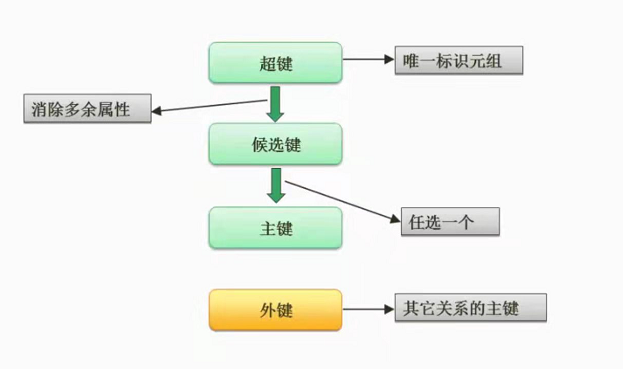 超键
唯一标识元组
消除多余属性
候选键
主键
任选一个
外键
其它关系的主键